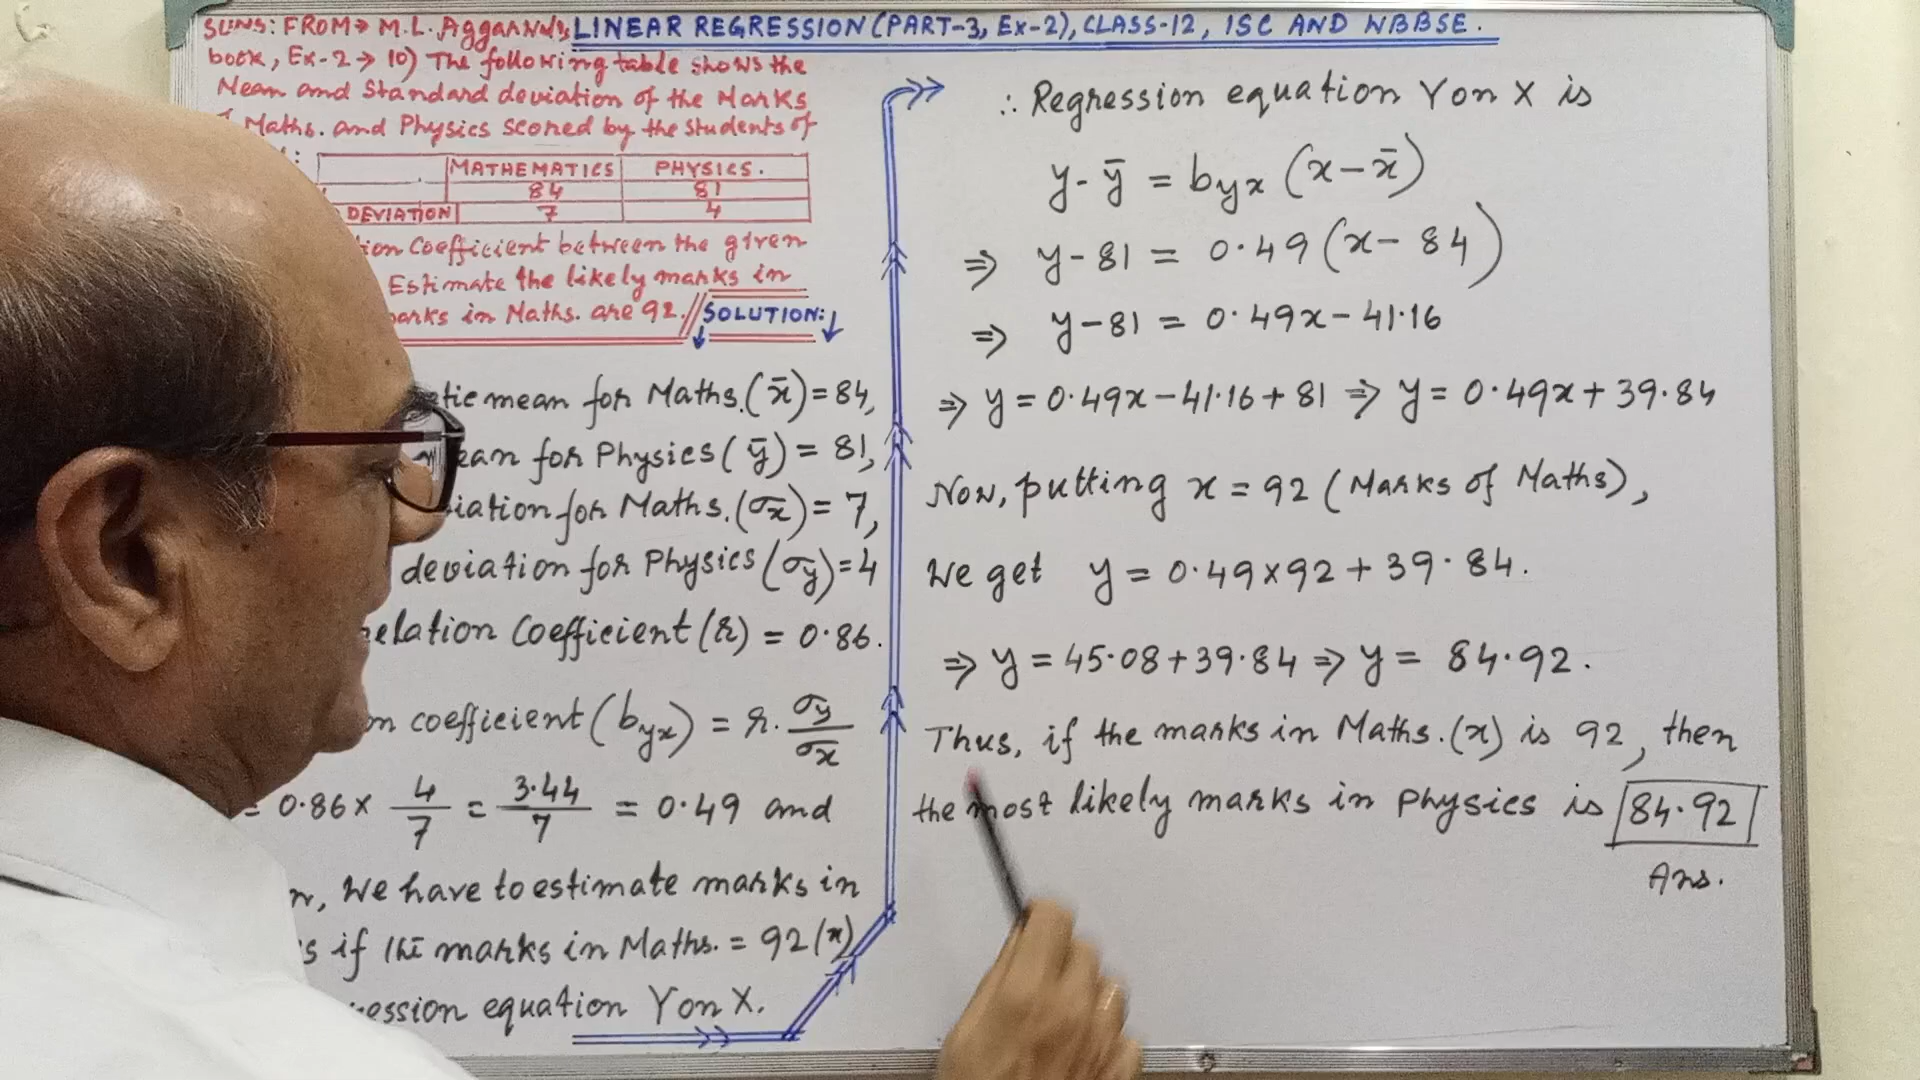 SUMS: FROM → M.L. Aggarwal's LINEAR REGRESSION (PART-3, Ex-2), CLASS-12, ISC AND WBBSE.
book, Ex-2 → 10) The following table shows the
Mean and Standard deviation of the Marks
Maths. and Physics scored by the students of
MATHEMATICS PHYSICS.
84 81
DEVIATION 7 4
Coefficient between the given
Estimate the likely marks in
marks in Maths. are 92. // SOLUTION: ↓
mean for Maths. (x̄) = 84,
for Physics (ȳ) = 81,
for Maths. (σx) = 7,
deviation for Physics (σy) = 4
Coefficient (r) = 0.86.
coefficient (byx) = r. σy/σx
= 0.86 × 4/7 = 3.44/7 = 0.49 and
We have to estimate marks in
if the marks in Maths. = 92 (x)
equation Y on X.
∴ Regression equation Y on X is
y - ȳ = byx (x - x̄)
⇒ y - 81 = 0.49 (x - 84)
⇒ y - 81 = 0.49x - 41.16
⇒ y = 0.49x - 41.16 + 81 ⇒ y = 0.49x + 39.84
Now, putting x = 92 (Marks of Maths),
We get y = 0.49 × 92 + 39.84.
⇒ y = 45.08 + 39.84 ⇒ y = 84.92.
Thus, if the marks in Maths. (x) is 92, then
the most likely marks in Physics is 84.92
Ans.